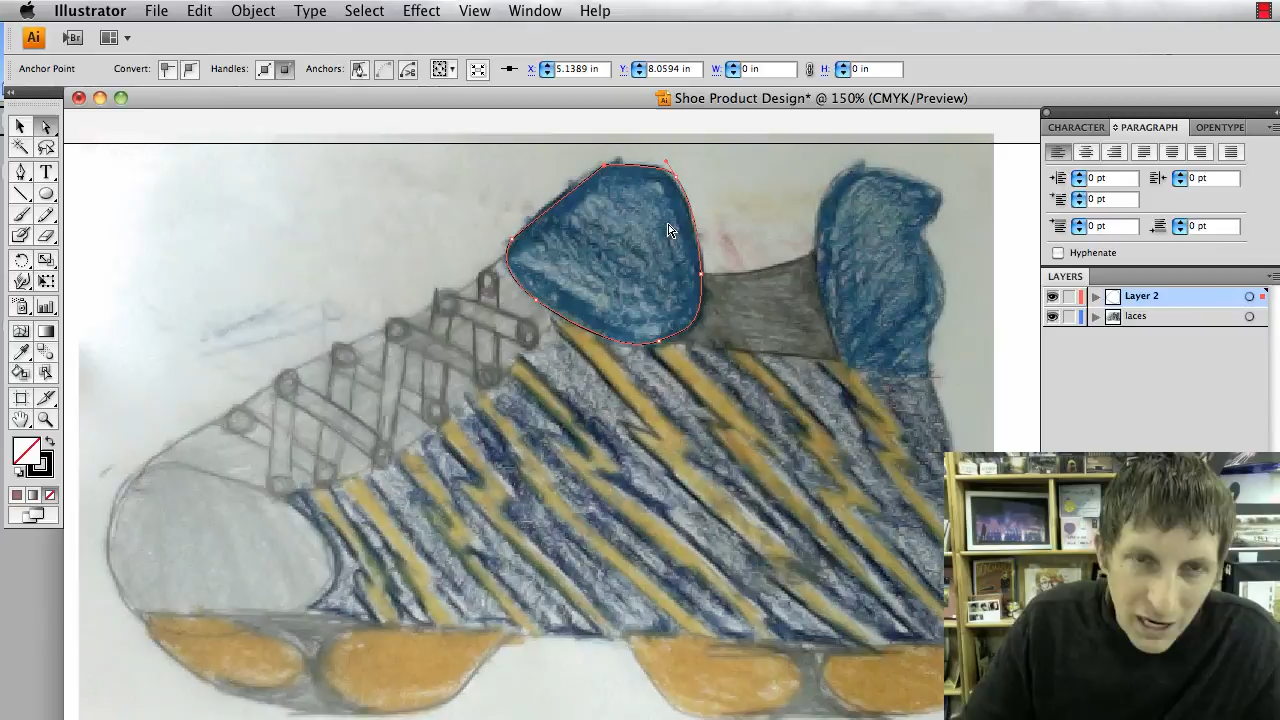 Illustrator File Edit Object Type Select Effect View Window Help
Ai Br
Anchor Point Convert: Handles: Anchors: X: 5.1389 in Y: 8.0594 in W: 0 in H: 0 in
Ai Shoe Product Design* @ 150% (CMYK/Preview)
CHARACTER PARAGRAPH OPENTYPE
0 pt 0 pt
0 pt
0 pt 0 pt
Hyphenate
LAYERS
Layer 2
laces
T